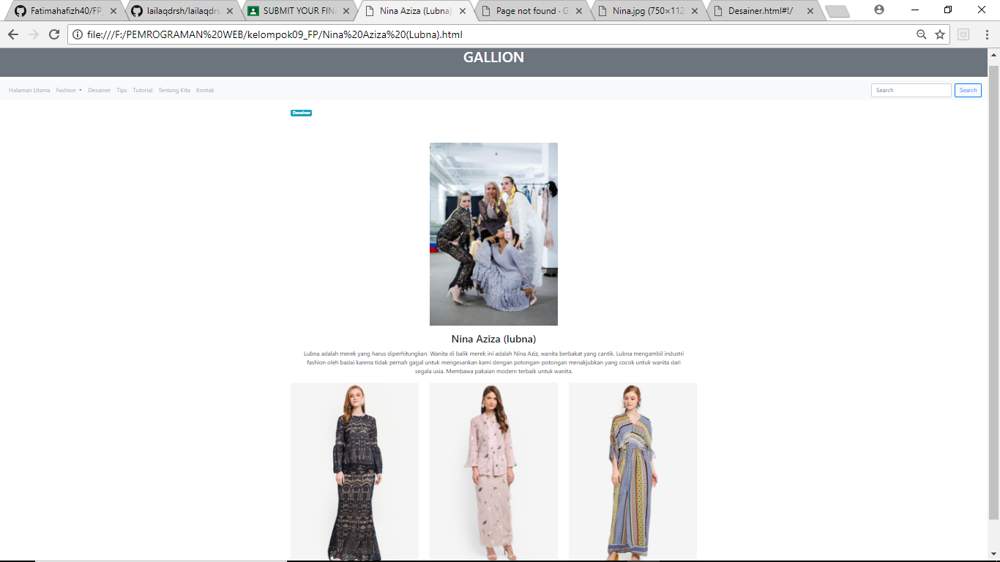 Fatimahafizh40/FP_
lailaqdrsh/lailaqdrs
SUBMIT YOUR FIN
Nina Aziza (Lubna)
Page not found · G
Nina.jpg (750×112
Desainer.html#!/
file:///F:/PEMROGRAMAN%20WEB/kelompok09_FP/Nina%20Aziza%20(Lubna).html
GALLION
Halaman Utama Fashion Desainer Tips Tutorial Tentang Kita Kontak Search Search
Desainer
Nina Aziza (lubna)
Lubna adalah merek yang harus diperhitungkan. Wanita di balik merek ini adalah Nina Aziz, wanita berbakat yang cantik. Lubna mengambil industri
fashion oleh badai karena tidak pernah gagal untuk mengesankan kami dengan potongan-potongan menakjubkan yang cocok untuk wanita dari
segala usia. Membawa pakaian modern terbaik untuk wanita.